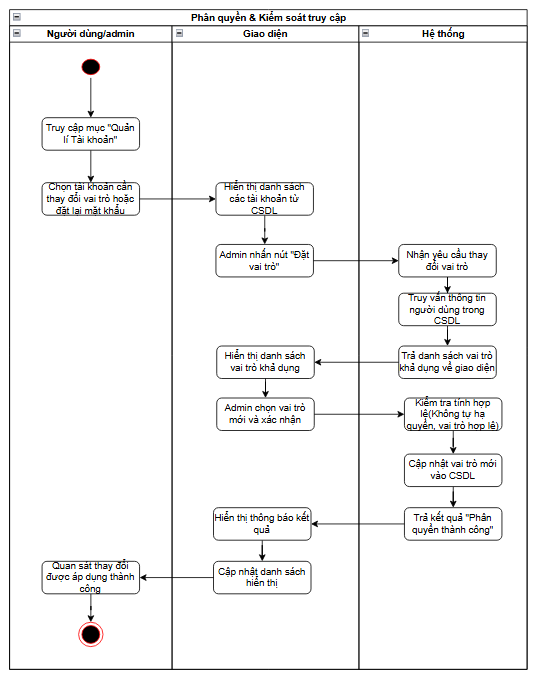 Phân quyền & Kiểm soát truy cập
Người dùng/admin
Giao diện
Hệ thống
Truy cập mục "Quản
lí Tài khoản"
Chọn tài khoản cần
thay đổi vai trò hoặc
đặt lại mật khẩu
Hiển thị danh sách
các tài khoản từ
CSDL
Admin nhấn nút "Đặt
vai trò"
Nhận yêu cầu thay
đổi vai trò
Truy vấn thông tin
người dùng trong
CSDL
Hiển thị danh sách
vai trò khả dụng
Trả danh sách vai trò
khả dụng về giao diện
Admin chọn vai trò
mới và xác nhận
Kiểm tra tính hợp
lệ(Không tự hạ
quyền, vai trò hợp lệ)
Cập nhật vai trò mới
vào CSDL
Hiển thị thông báo kết
quả
Trả kết quả "Phân
quyền thành công"
Quan sát thay đổi
được áp dụng thành
công
Cập nhật danh sách
hiển thị